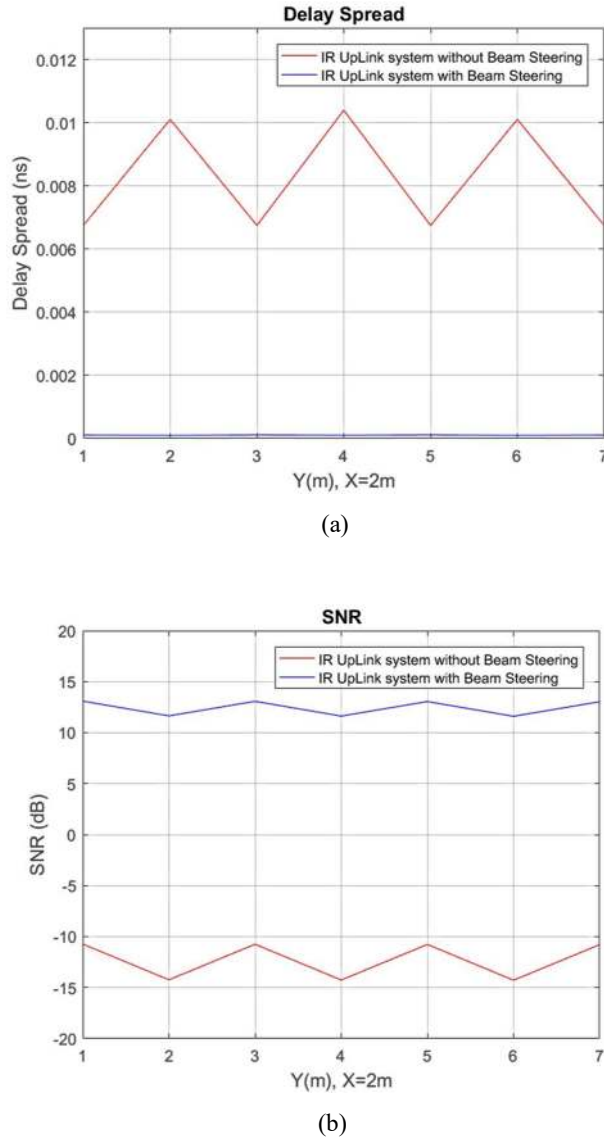 Delay Spread
IR UpLink system without Beam Steering
IR UpLink system with Beam Steering
0.012
0.01
0.008
0.006
0.004
0.002
0
Delay Spread (ns)
1 2 3 4 5 6 7
Y(m), X=2m
(a)
SNR
IR UpLink system without Beam Steering
IR UpLink system with Beam Steering
20
15
10
5
0
-5
-10
-15
-20
SNR (dB)
1 2 3 4 5 6 7
Y(m), X=2m
(b)